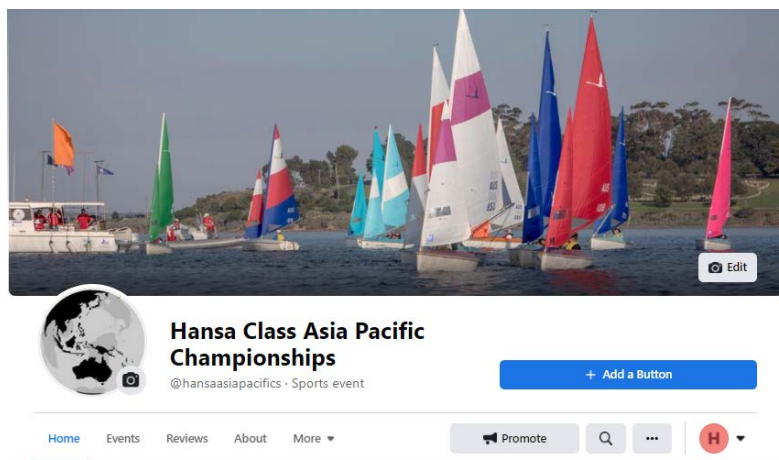 Edit
Hansa Class Asia Pacific
Championships
@hansaasiapacifics · Sports event
+ Add a Button
Home Events Reviews About More Promote H